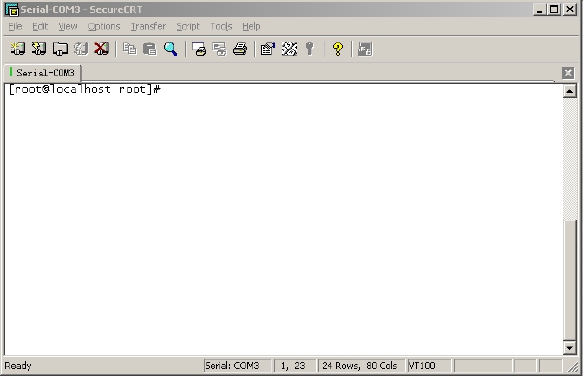 Serial-COM3 - SecureCRT
File Edit View Options Transfer Script Tools Help
Serial-COM3
[root@localhost root]#
Ready Serial: COM3 1, 23 24 Rows, 80 Cols VT100